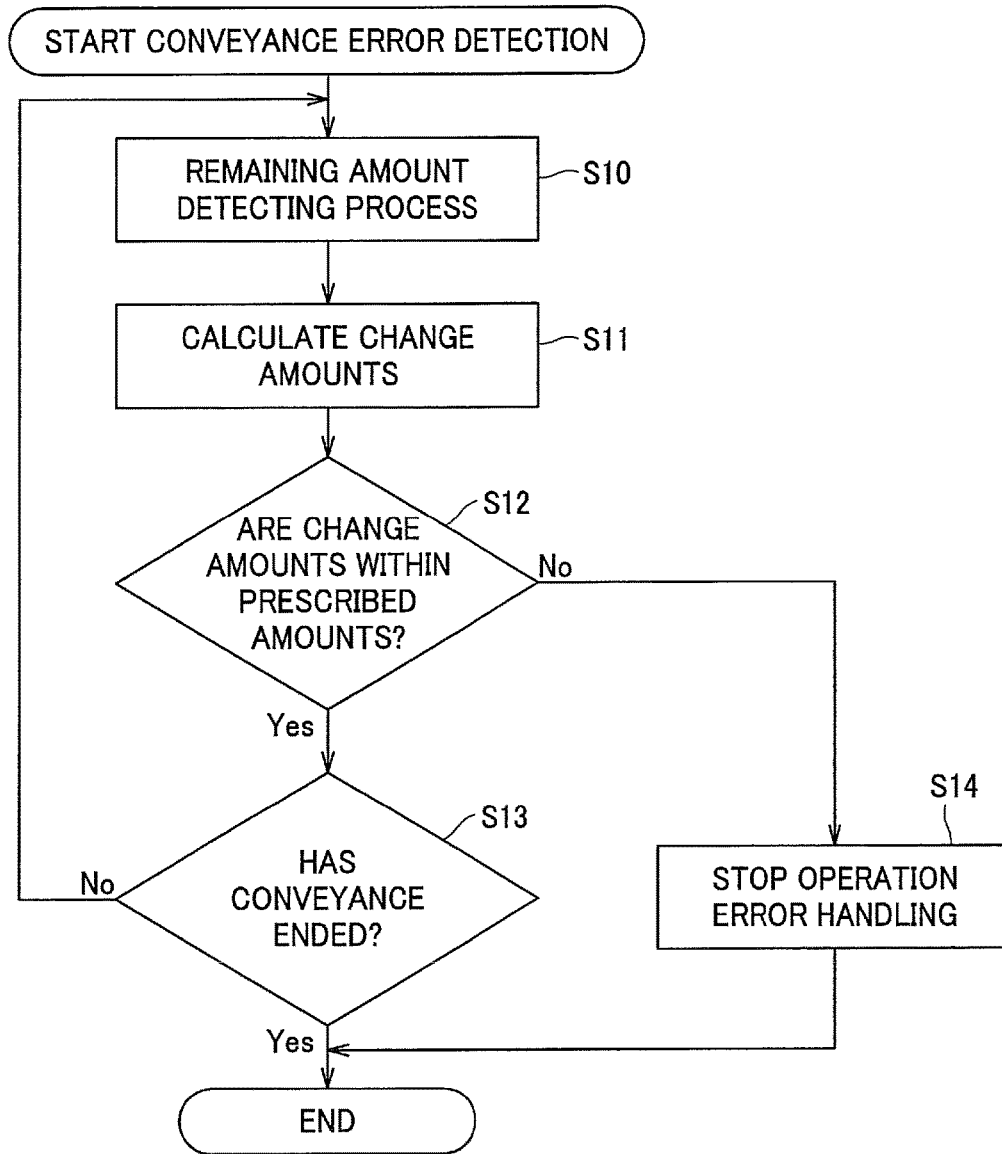 START CONVEYANCE ERROR DETECTION
REMAINING AMOUNT
DETECTING PROCESS
S10
CALCULATE CHANGE
AMOUNTS
S11
S12
ARE CHANGE
AMOUNTS WITHIN
PRESCRIBED
AMOUNTS?
No
Yes
S13
HAS
CONVEYANCE
ENDED?
No
S14
STOP OPERATION
ERROR HANDLING
Yes
END